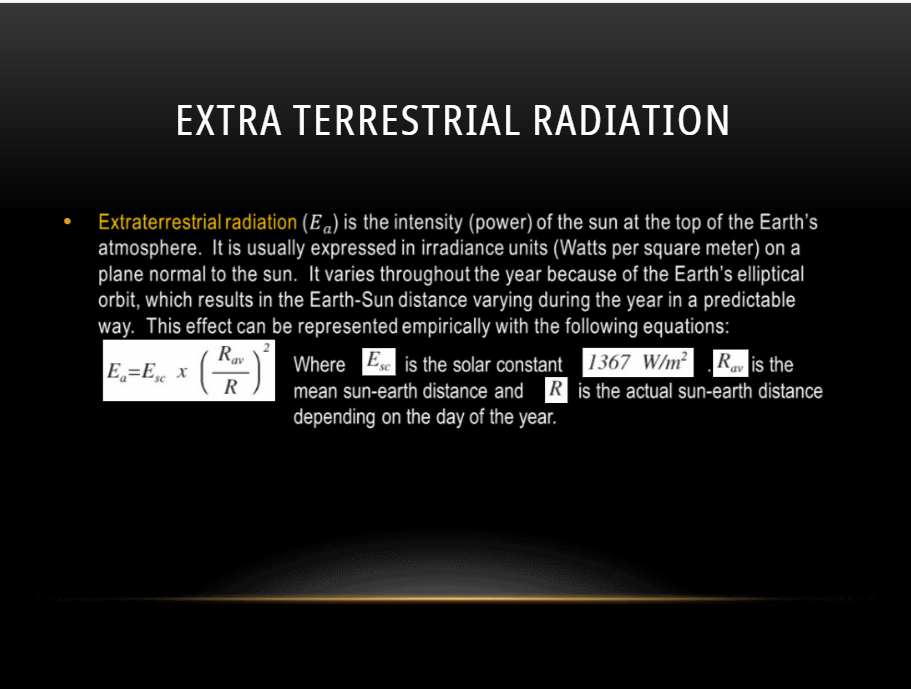 EXTRA TERRESTRIAL RADIATION
• Extraterrestrial radiation (Eₐ) is the intensity (power) of the sun at the top of the Earth’s
atmosphere. It is usually expressed in irradiance units (Watts per square meter) on a
plane normal to the sun. It varies throughout the year because of the Earth’s elliptical
orbit, which results in the Earth-Sun distance varying during the year in a predictable
way. This effect can be represented empirically with the following equations:
E_a=E_sc x (R_av/R)²
Where E_sc is the solar constant 1367 W/m² . R_av is the
mean sun-earth distance and R is the actual sun-earth distance
depending on the day of the year.